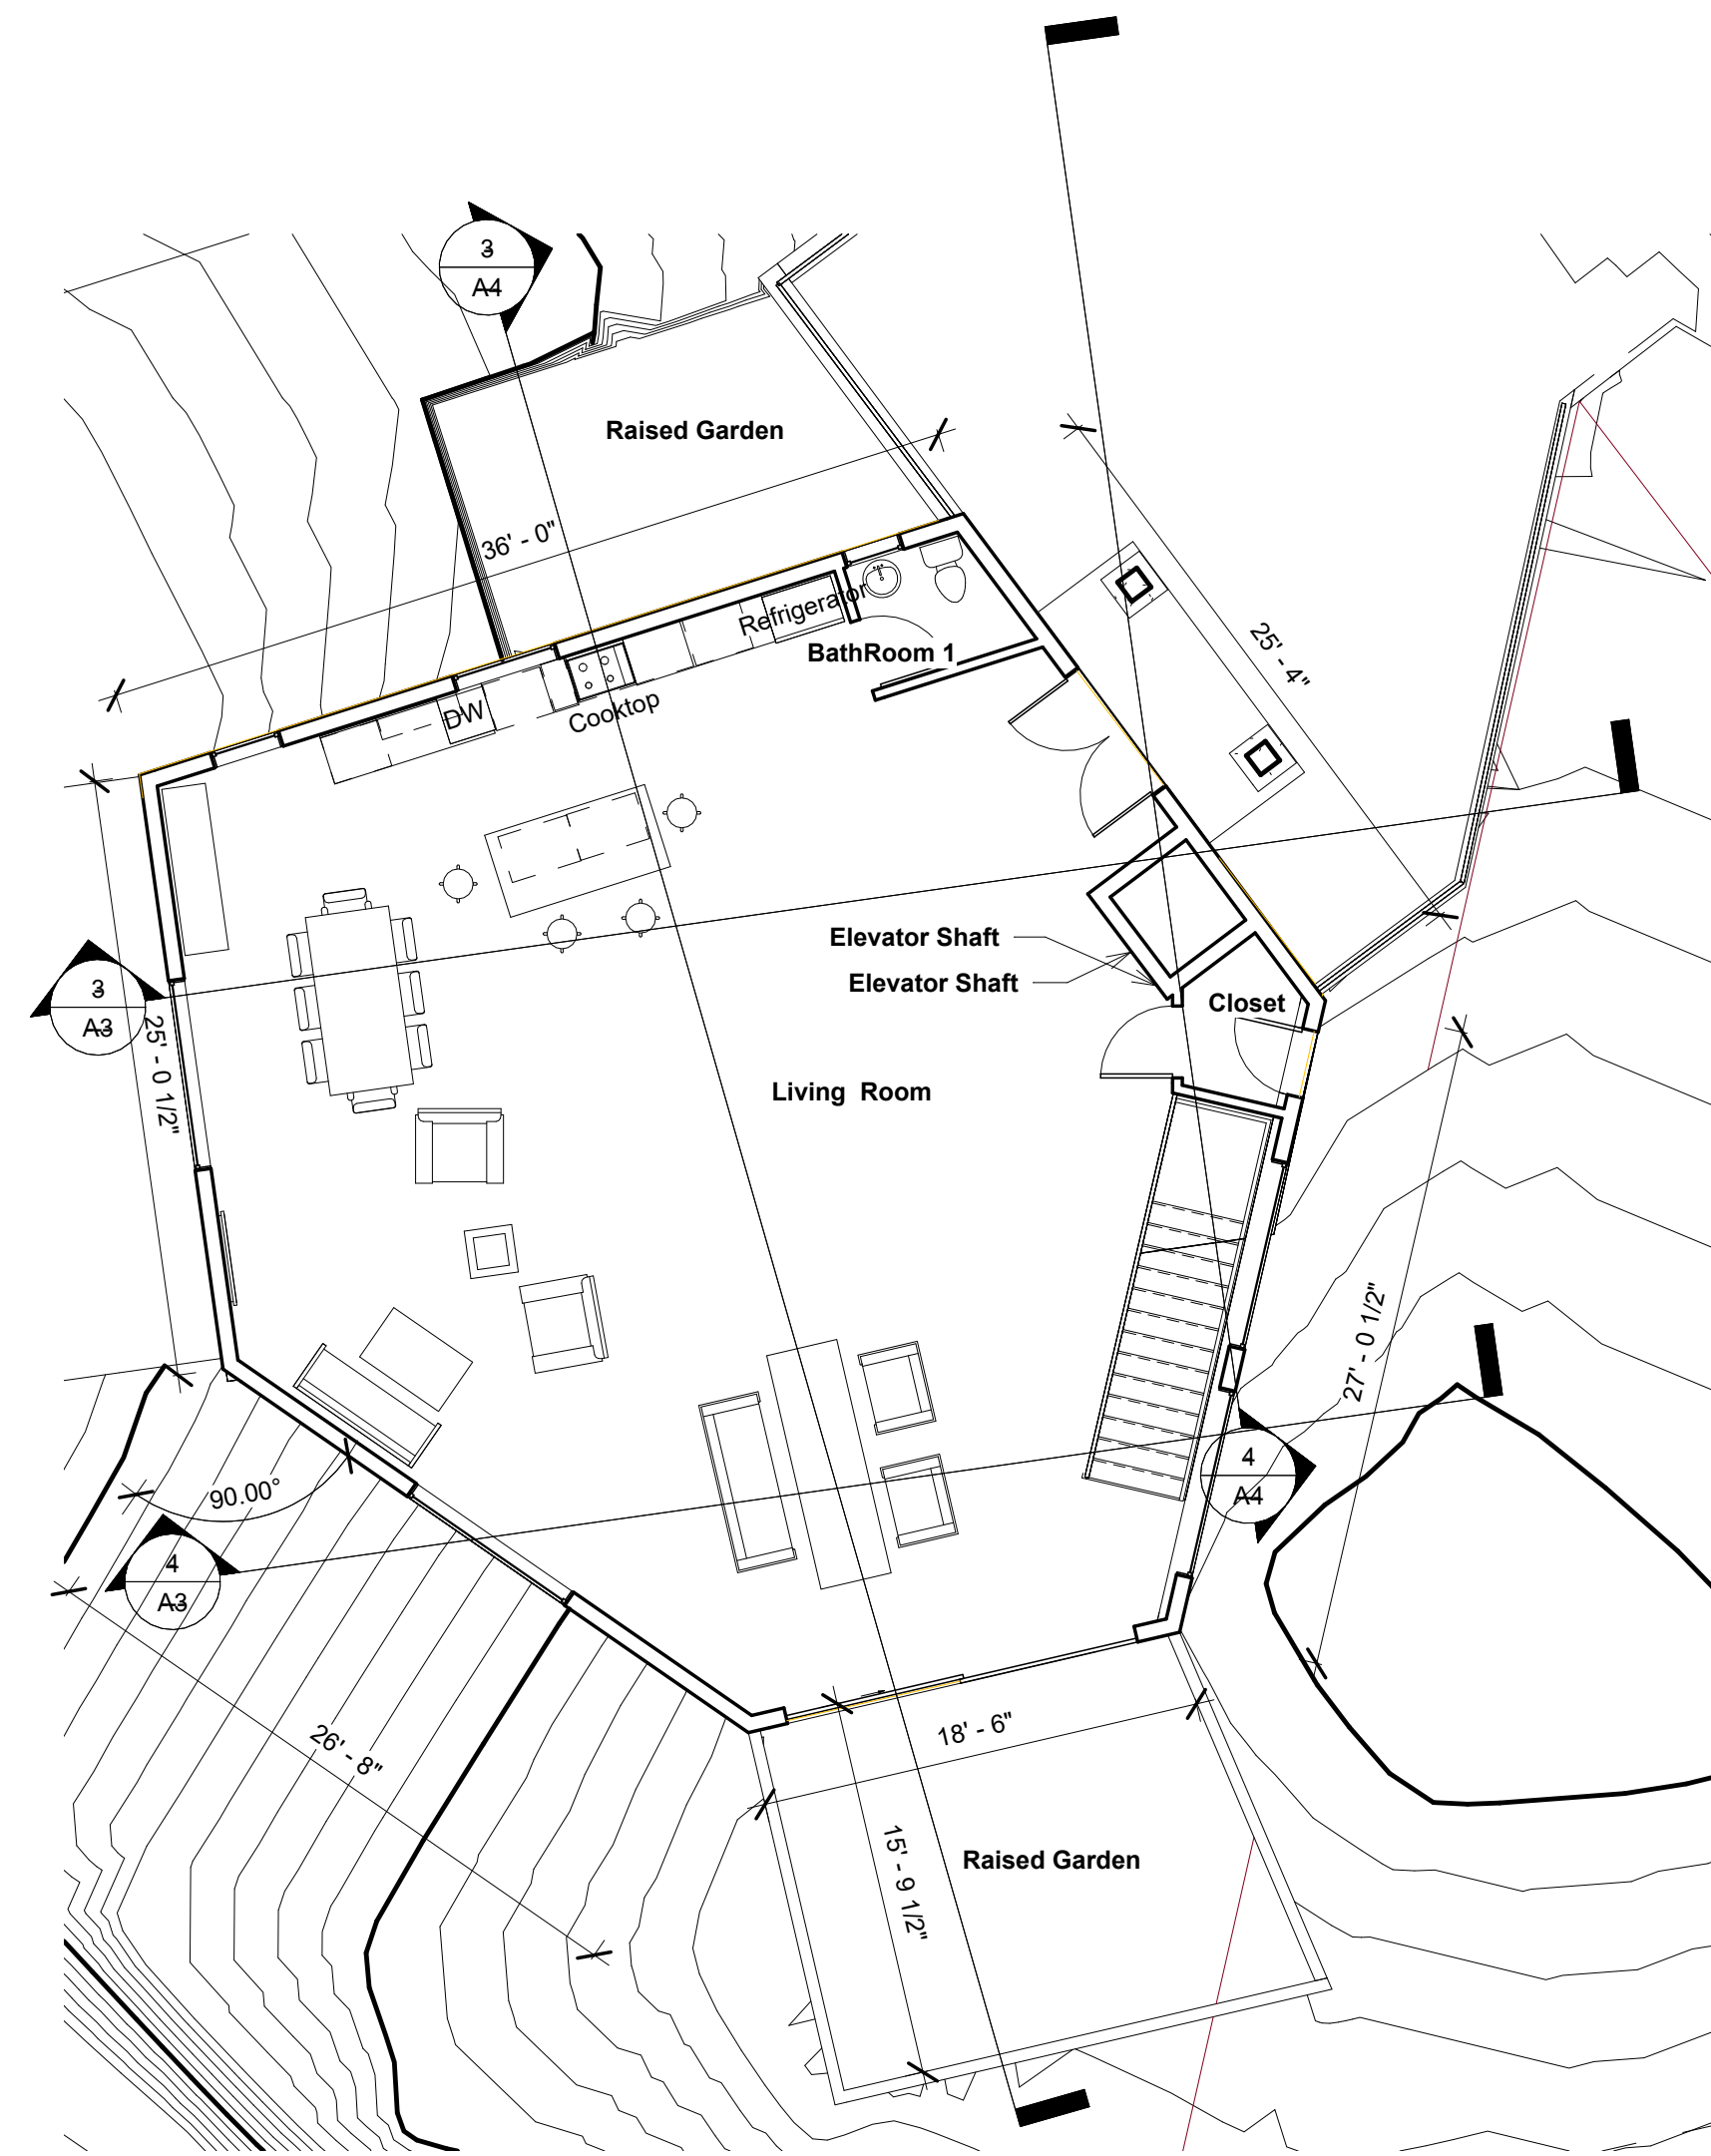 3
A4
Raised Garden
36' - 0"
25' - 4"
Refrigerator
BathRoom 1
DW
Cooktop
Elevator Shaft
Elevator Shaft
Closet
3
A3
25' - 0 1/2"
Living Room
27' - 0 1/2"
90.00°
4
A4
4
A3
26' - 8"
18' - 6"
15' - 9 1/2"
Raised Garden